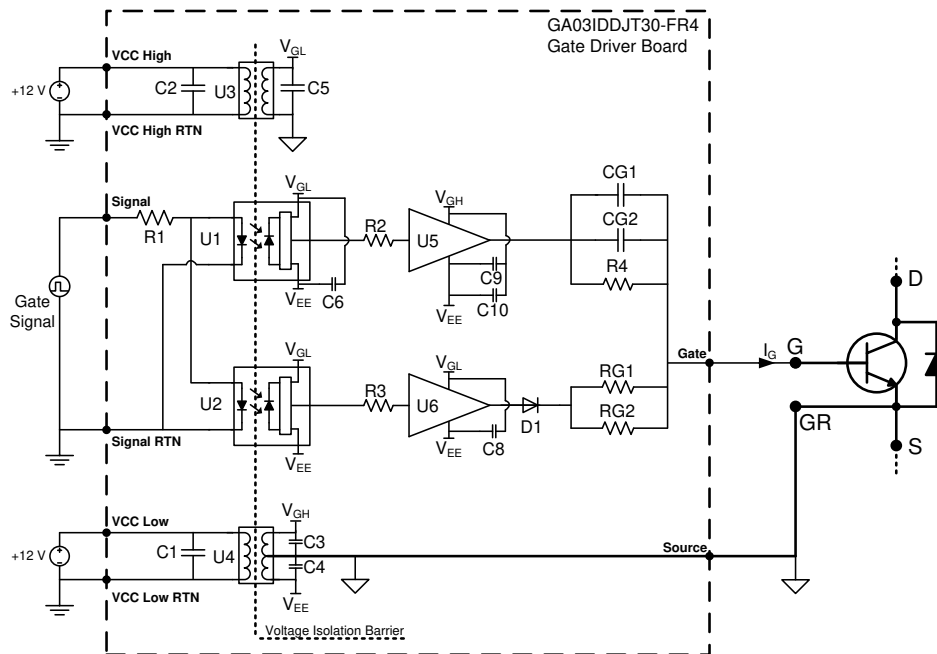 GA03IDDJT30-FR4
Gate Driver Board
VCC High
+12 V
C2
U3
VGL
C5
VCC High RTN
Signal
R1
U1
VGL
VEE
C6
R2
VGH
U5
C9
C10
VEE
CG1
CG2
R4
Gate
Signal
D
Gate
IG
G
GR
S
U2
VGL
VEE
R3
VGL
U6
C8
VEE
D1
RG1
RG2
Signal RTN
VCC Low
+12 V
C1
U4
VGH
C3
C4
VEE
Source
VCC Low RTN
Voltage Isolation Barrier